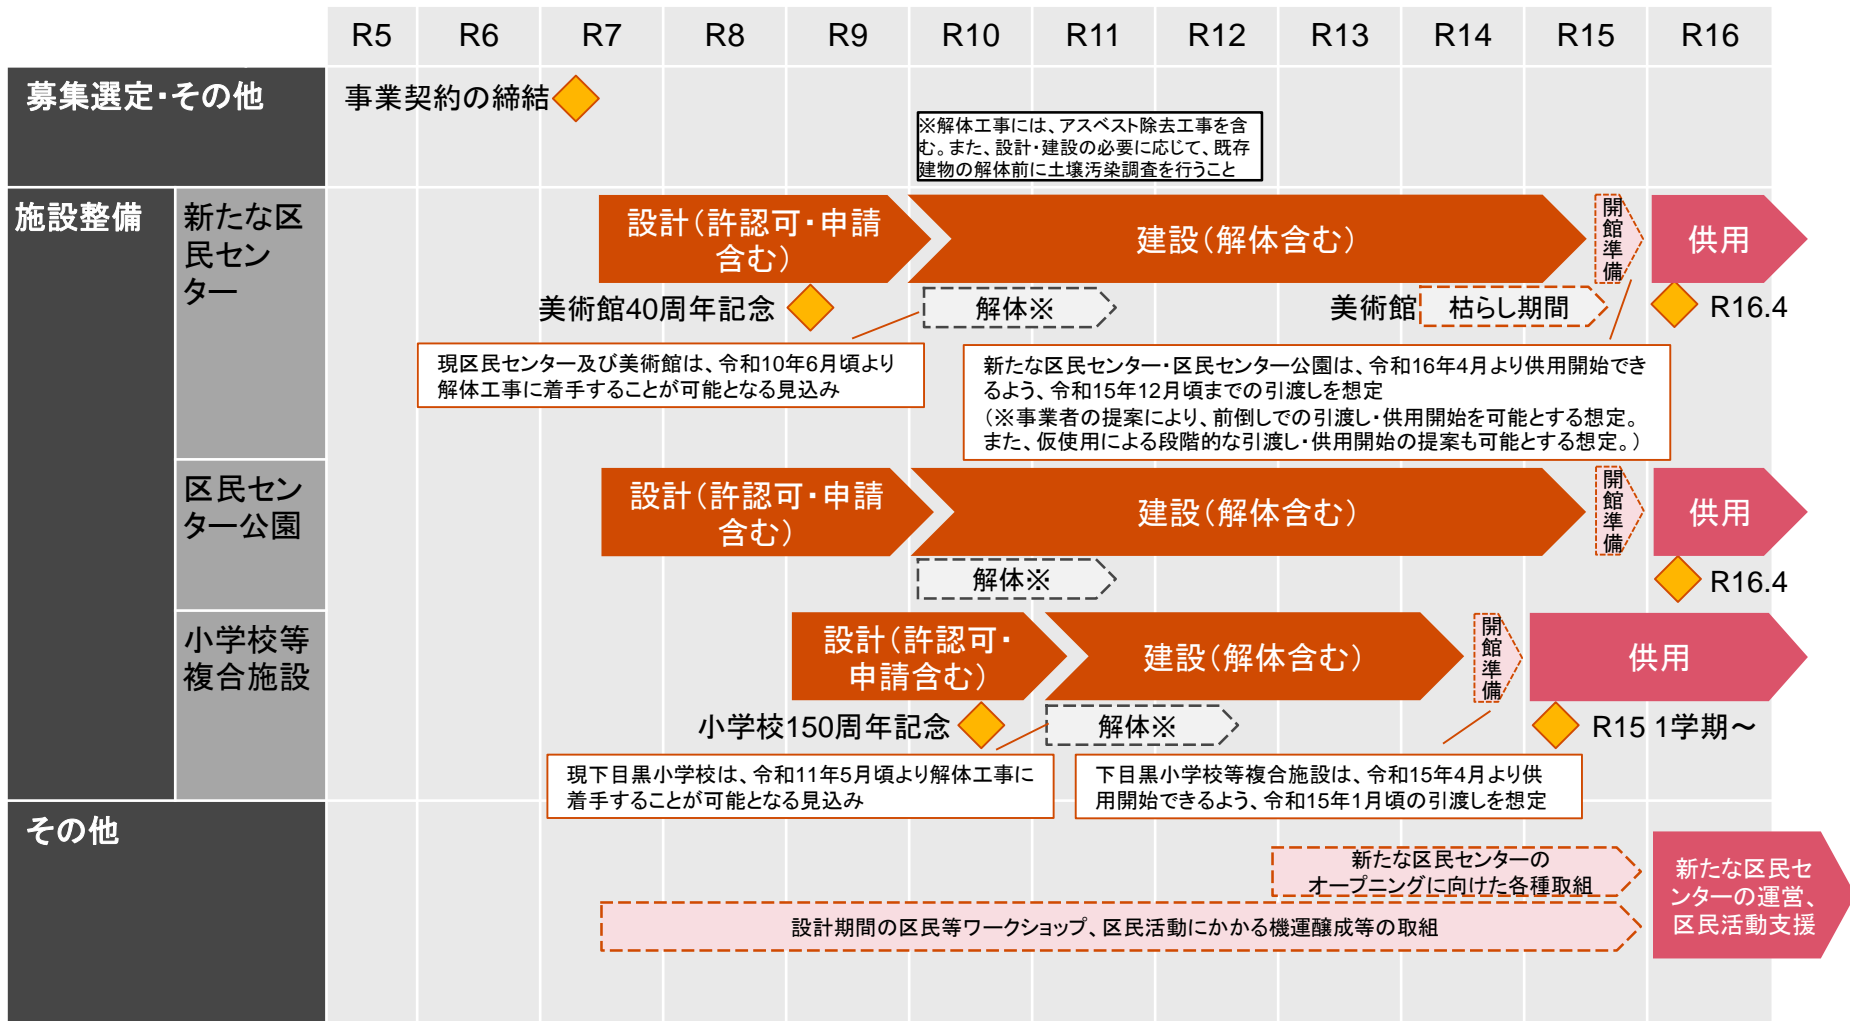 R5 R6 R7 R8 R9 R10 R11 R12 R13 R14 R15 R16
募集選定・その他
事業契約の締結
※解体工事には、アスベスト除去工事を含
む。また、設計・建設の必要に応じて、既存
建物の解体前に土壌汚染調査を行うこと
施設整備
新たな区
民セン
ター
設計（許認可・申請
含む）
建設（解体含む）
開館準備
供用
美術館40周年記念
解体※
美術館
枯らし期間
R16.4
現区民センター及び美術館は、令和10年6月頃より
解体工事に着手することが可能となる見込み
新たな区民センター・区民センター公園は、令和16年4月より供用開始でき
るよう、令和15年12月頃までの引渡しを想定
（※事業者の提案により、前倒しでの引渡し・供用開始を可能とする想定。
また、仮使用による段階的な引渡し・供用開始の提案も可能とする想定。）
区民セン
ター公園
設計（許認可・申請
含む）
建設（解体含む）
開館準備
供用
解体※
R16.4
小学校等
複合施設
設計（許認可・
申請含む）
建設（解体含む）
開館準備
供用
小学校150周年記念
解体※
R15 1学期～
現下目黒小学校は、令和11年5月頃より解体工事に
着手することが可能となる見込み
下目黒小学校等複合施設は、令和15年4月より供
用開始できるよう、令和15年1月頃の引渡しを想定
その他
新たな区民センターの
オープニングに向けた各種取組
設計期間の区民等ワークショップ、区民活動にかかる機運醸成等の取組
新たな区民セ
ンターの運営、
区民活動支援